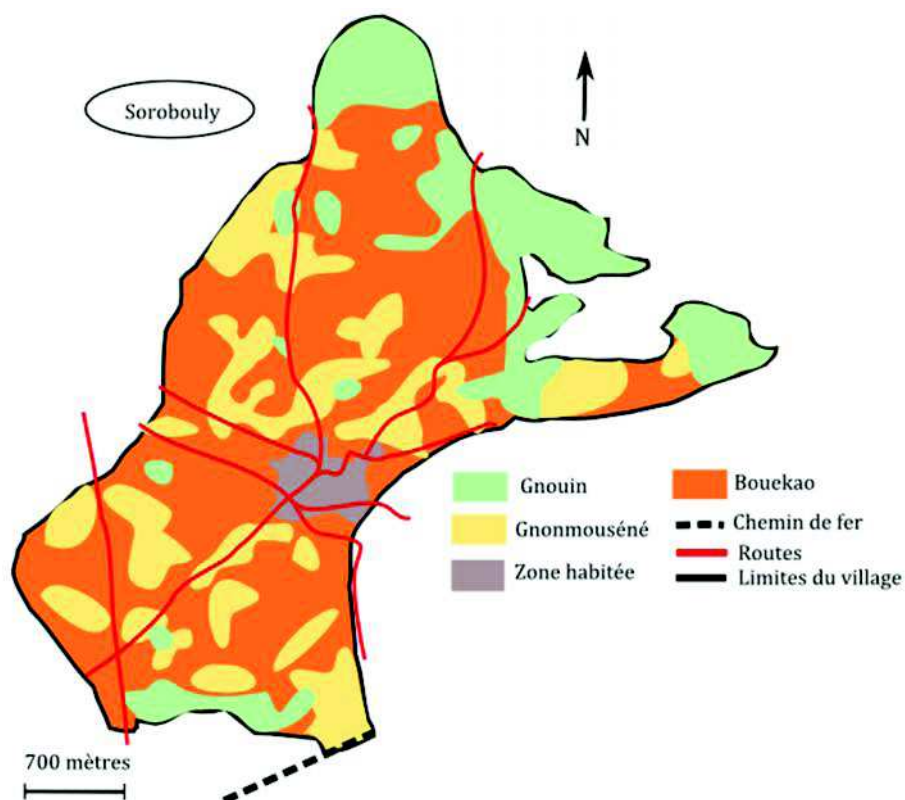 Sorobouly
N
Gnouin
Bouekao
Gnonmouséné
Chemin de fer
Zone habitée
Routes
Limites du village
700 mètres